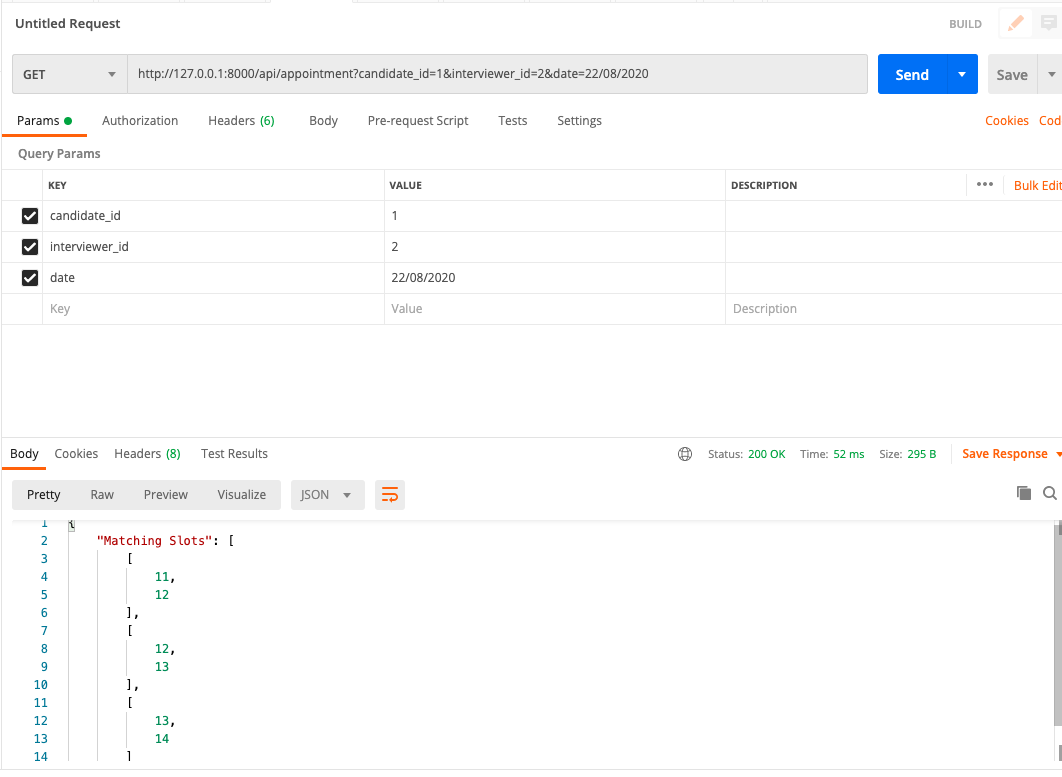 Untitled Request BUILD
GET http://127.0.0.1:8000/api/appointment?candidate_id=1&interviewer_id=2&date=22/08/2020 Send Save
Params Authorization Headers (6) Body Pre-request Script Tests Settings Cookies Cod
Query Params
KEY VALUE DESCRIPTION ••• Bulk Edit
candidate_id 1
interviewer_id 2
date 22/08/2020
Key Value Description
Body Cookies Headers (8) Test Results Status: 200 OK Time: 52 ms Size: 295 B Save Response
Pretty Raw Preview Visualize JSON
1 {
2 "Matching Slots": [
3 [
4 11,
5 12
6 ],
7 [
8 12,
9 13
10 ],
11 [
12 13,
13 14
14 ]